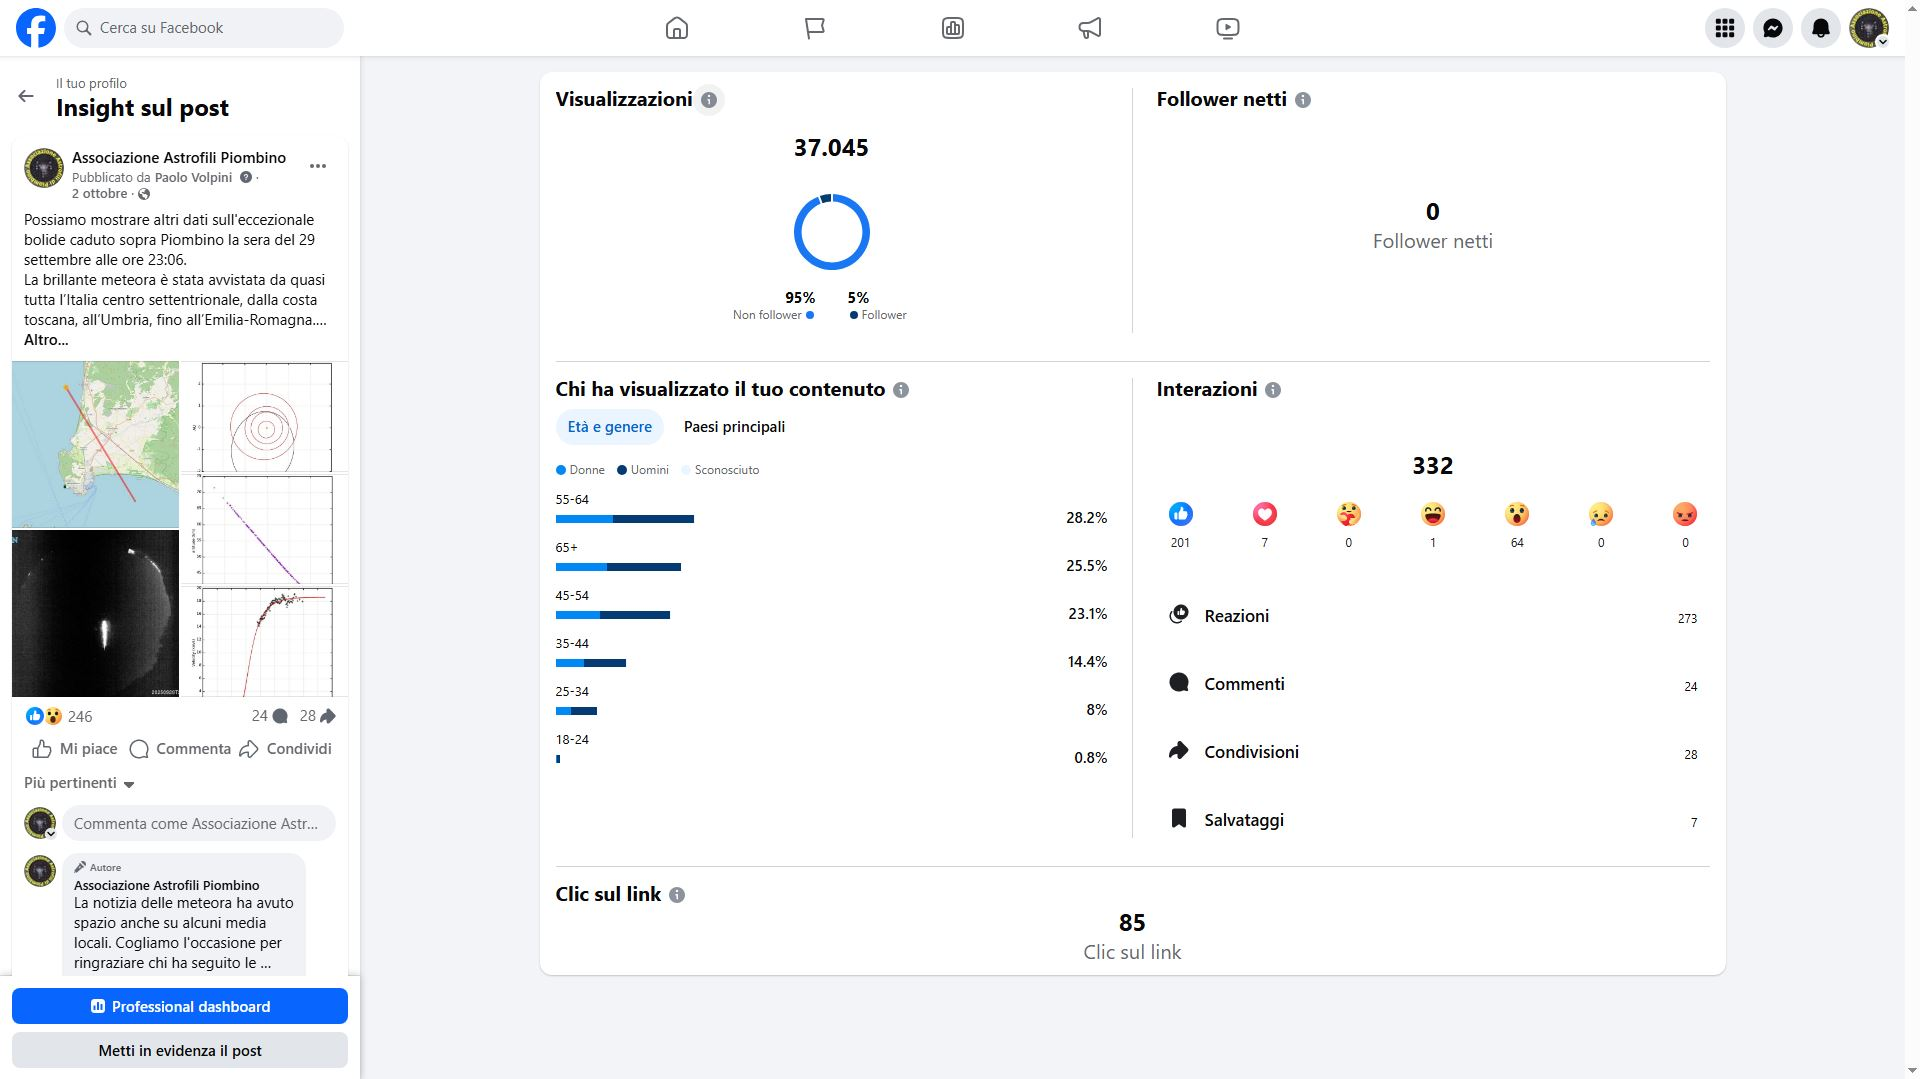 Cerca su Facebook
Il tuo profilo
Insight sul post
Associazione Astrofili Piombino
Pubblicato da Paolo Volpini ·
2 ottobre ·
Possiamo mostrare altri dati sull'eccezionale
bolide caduto sopra Piombino la sera del 29
settembre alle ore 23:06.
La brillante meteora è stata avvistata da quasi
tutta l’Italia centro settentrionale, dalla costa
toscana, all’Umbria, fino all’Emilia-Romagna....
Altro...
246
24
28
Mi piace
Commenta
Condividi
Più pertinenti
Commenta come Associazione Astr...
Autore
Associazione Astrofili Piombino
La notizia delle meteora ha avuto
spazio anche su alcuni media
locali. Cogliamo l'occasione per
ringraziare chi ha seguito le ...
Professional dashboard
Metti in evidenza il post
Visualizzazioni
37.045
95% 5%
Non follower Follower
Follower netti
0
Follower netti
Chi ha visualizzato il tuo contenuto
Età e genere Paesi principali
Donne Uomini Sconosciuto
55-64
28.2%
65+
25.5%
45-54
23.1%
35-44
14.4%
25-34
8%
18-24
0.8%
Interazioni
332
201 7 0 1 64 0 0
Reazioni 273
Commenti 24
Condivisioni 28
Salvataggi 7
Clic sul link
85
Clic sul link